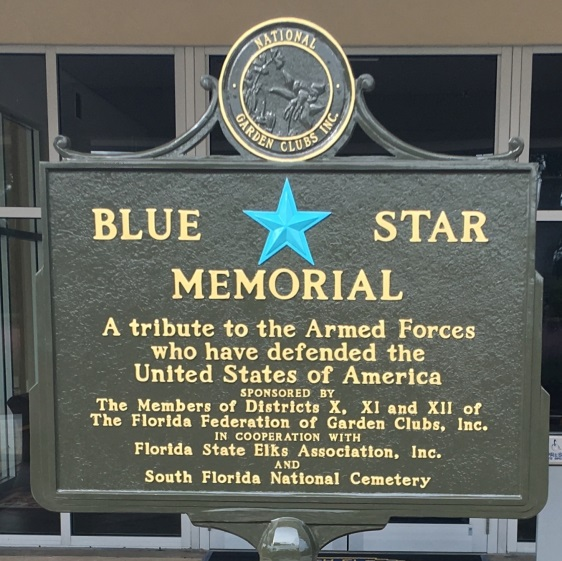 NATIONAL
GARDEN CLUBS INC.
BLUE STAR
MEMORIAL
A tribute to the Armed Forces
who have defended the
United States of America
SPONSORED BY
The Members of Districts X, XI and XII of
The Florida Federation of Garden Clubs, Inc.
IN COOPERATION WITH
Florida State Elks Association, Inc.
AND
South Florida National Cemetery